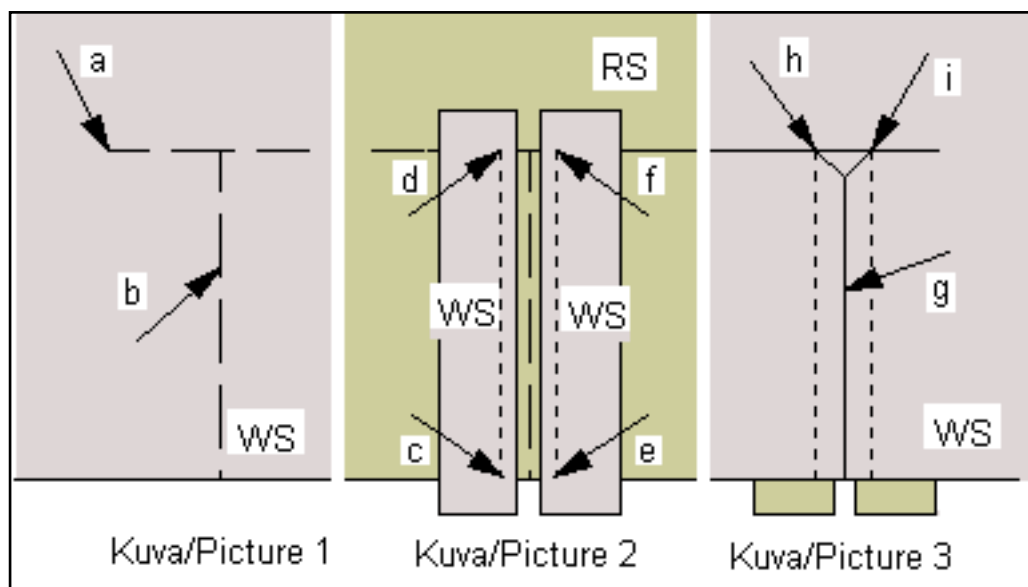 a
b
WS
Kuva/Picture 1
RS
d
f
WS
WS
c
e
Kuva/Picture 2
h
i
g
WS
Kuva/Picture 3